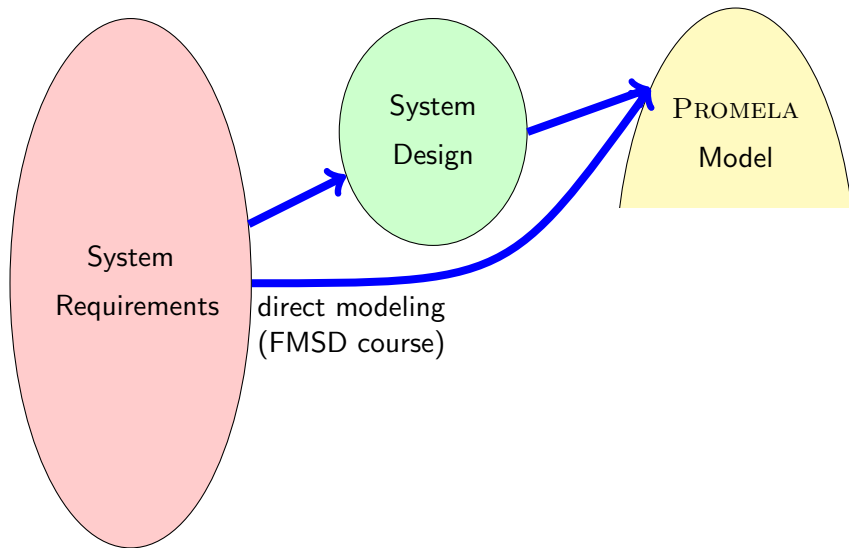 System
Requirements
System
Design
direct modeling
(FMSD course)
PROMELA
Model